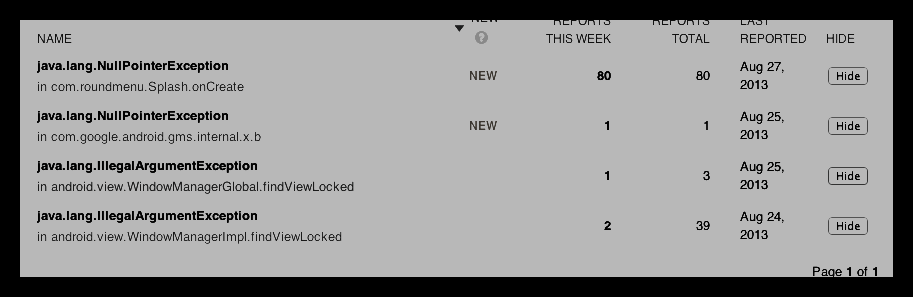 NEW REPORTS REPORTS LAST
NAME ? THIS WEEK TOTAL REPORTED HIDE
java.lang.NullPointerException
in com.roundmenu.Splash.onCreate
NEW 80 80 Aug 27, 2013 Hide
java.lang.NullPointerException
in com.google.android.gms.internal.x.b
NEW 1 1 Aug 25, 2013 Hide
java.lang.IllegalArgumentException
in android.view.WindowManagerGlobal.findViewLocked
1 3 Aug 25, 2013 Hide
java.lang.IllegalArgumentException
in android.view.WindowManagerImpl.findViewLocked
2 39 Aug 24, 2013 Hide
Page 1 of 1